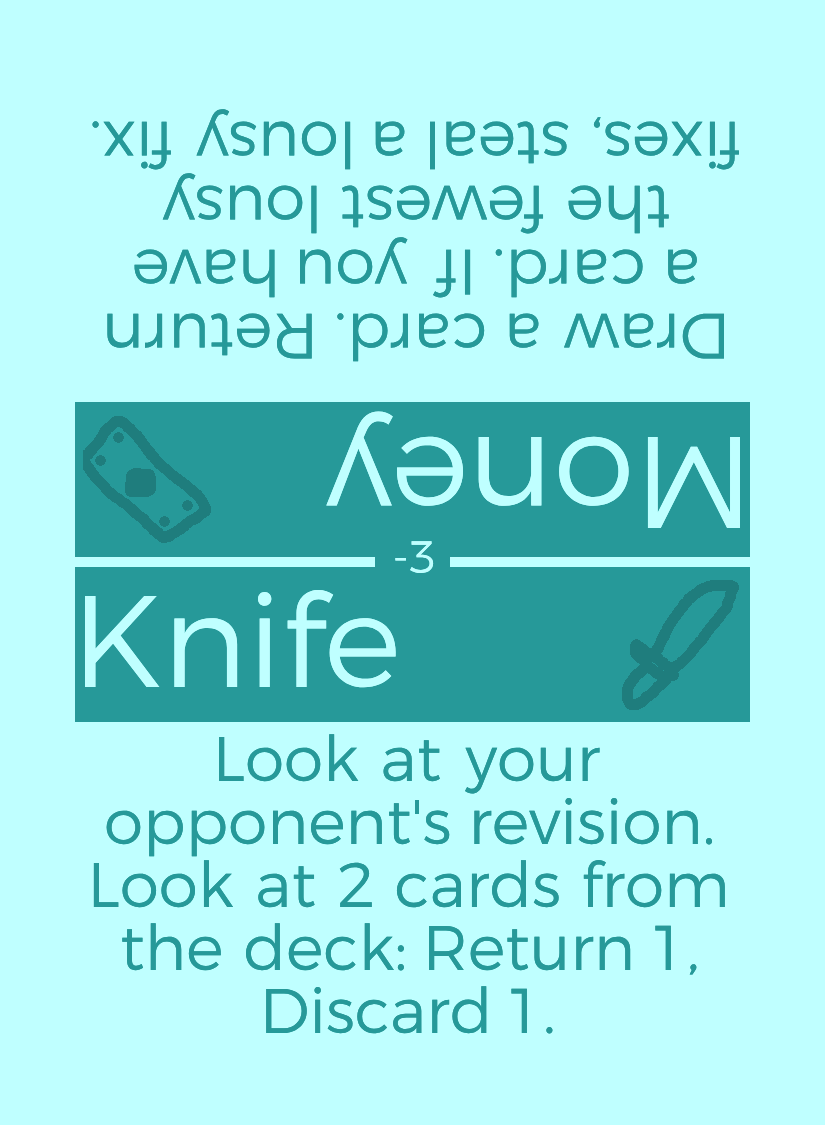 Draw a card. Return
a card. If you have
the fewest lousy
fixes, steal a lousy fix.
Money
-3
Knife
Look at your
opponent's revision.
Look at 2 cards from
the deck: Return 1,
Discard 1.